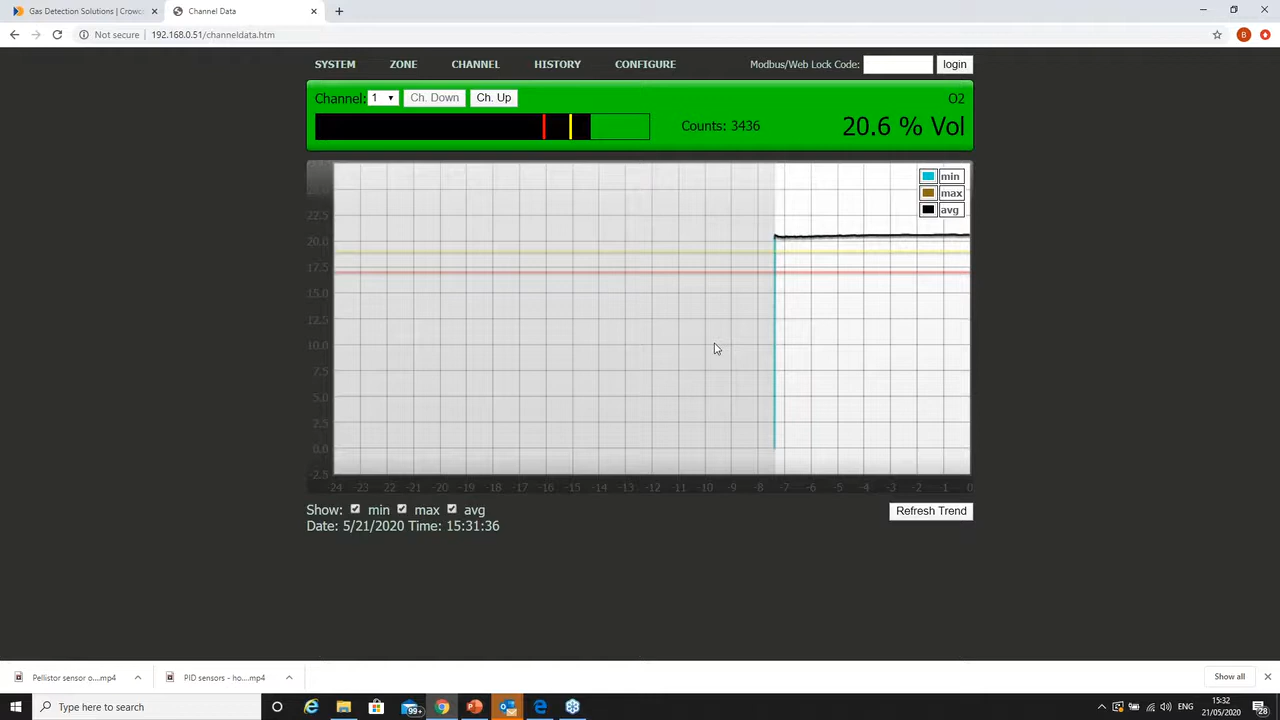 Gas Detection Solutions | Crowc
Channel Data
Not secure | 192.168.0.51/channeldata.htm
B
SYSTEM ZONE CHANNEL HISTORY CONFIGURE Modbus/Web Lock Code: login
Channel: 1 Ch. Down Ch. Up O2
Counts: 3436 20.6 % Vol
min
max
avg
22.5
20.0
17.5
15.0
12.5
10.0
7.5
5.0
2.5
0.0
-2.5
-24 -23 -22 -21 -20 -19 -18 -17 -16 -15 -14 -13 -12 -11 -10 -9 -8 -7 -6 -5 -4 -3 -2 -1 0
Show: min max avg Refresh Trend
Date: 5/21/2020 Time: 15:31:36
Pellistor sensor o....mp4 PID sensors - ho....mp4 Show all
Type here to search 99+ ENG 15:32
21/05/2020 28